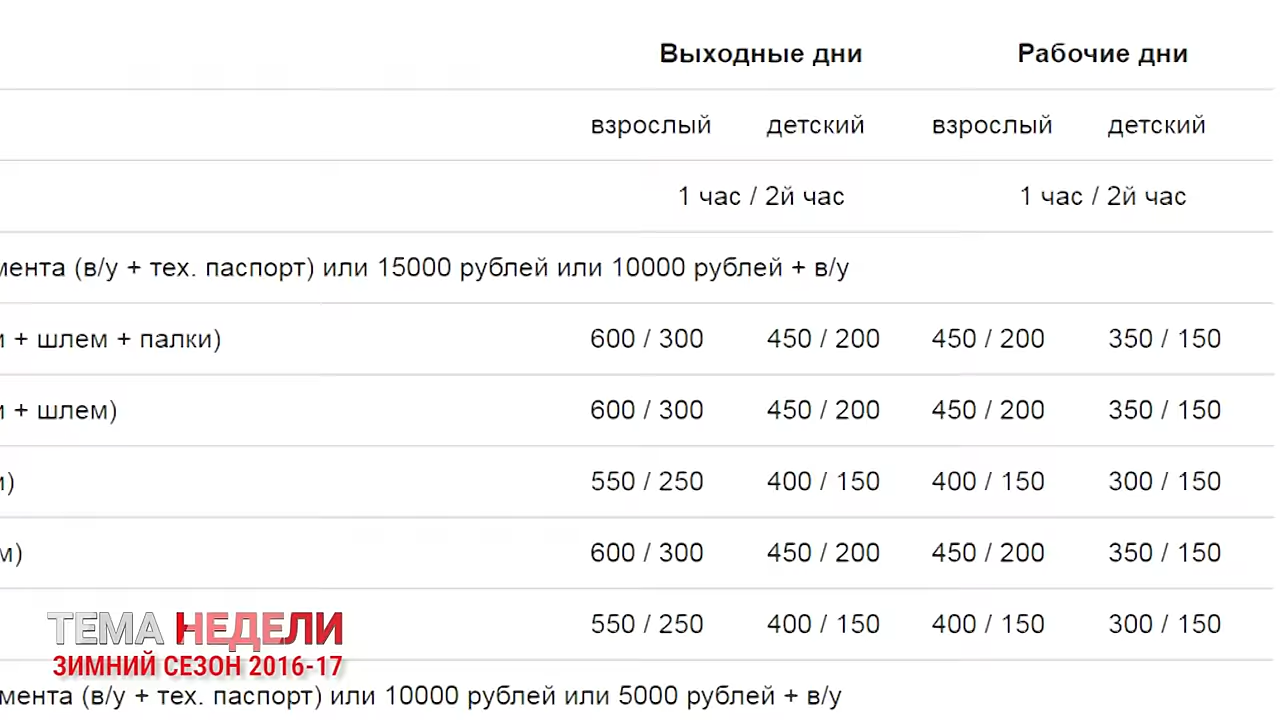 Выходные дни Рабочие дни
взрослый детский взрослый детский
1 час / 2й час 1 час / 2й час
мента (в/у + тех. паспорт) или 15000 рублей или 10000 рублей + в/у
и + шлем + палки) 600 / 300 450 / 200 450 / 200 350 / 150
и + шлем) 600 / 300 450 / 200 450 / 200 350 / 150
и) 550 / 250 400 / 150 400 / 150 300 / 150
м) 600 / 300 450 / 200 450 / 200 350 / 150
550 / 250 400 / 150 400 / 150 300 / 150
ТЕМА НЕДЕЛИ
ЗИМНИЙ СЕЗОН 2016-17
мента (в/у + тех. паспорт) или 10000 рублей или 5000 рублей + в/у